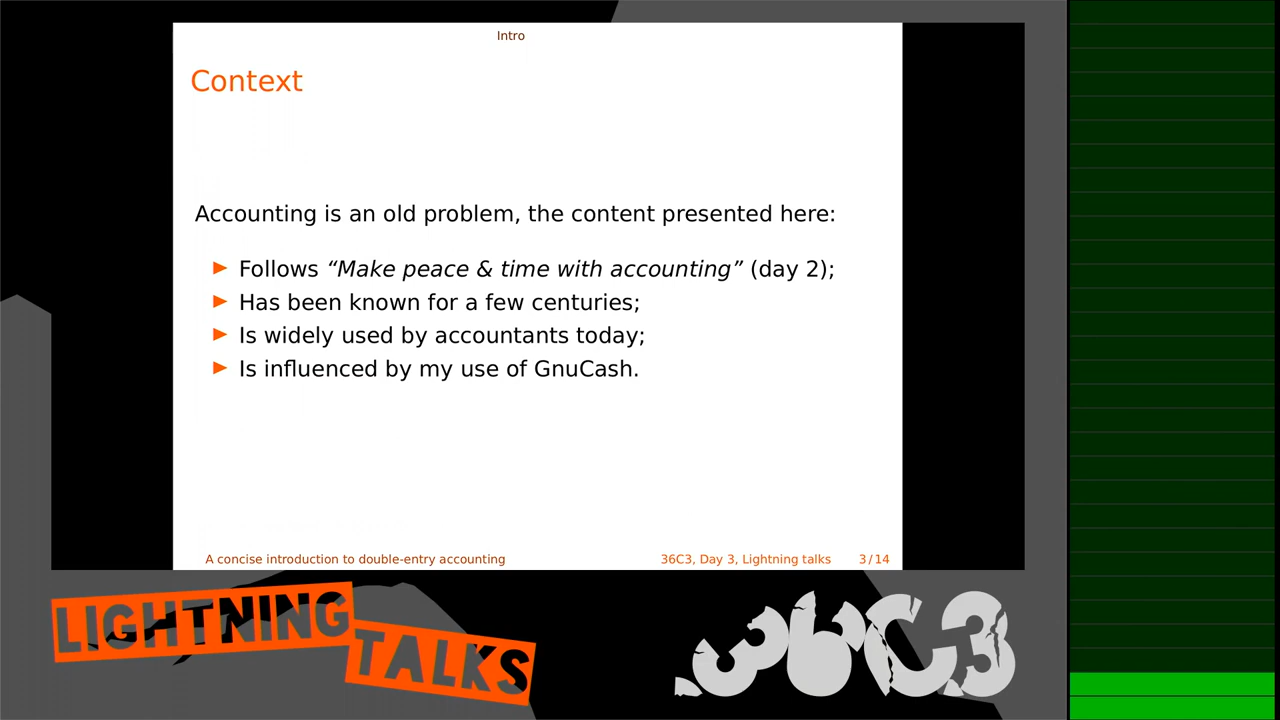 Intro
Context
Accounting is an old problem, the content presented here:
► Follows “Make peace & time with accounting” (day 2);
► Has been known for a few centuries;
► Is widely used by accountants today;
► Is influenced by my use of GnuCash.
A concise introduction to double-entry accounting 36C3, Day 3, Lightning talks 3/14
LIGHTNING
TALKS
36C3